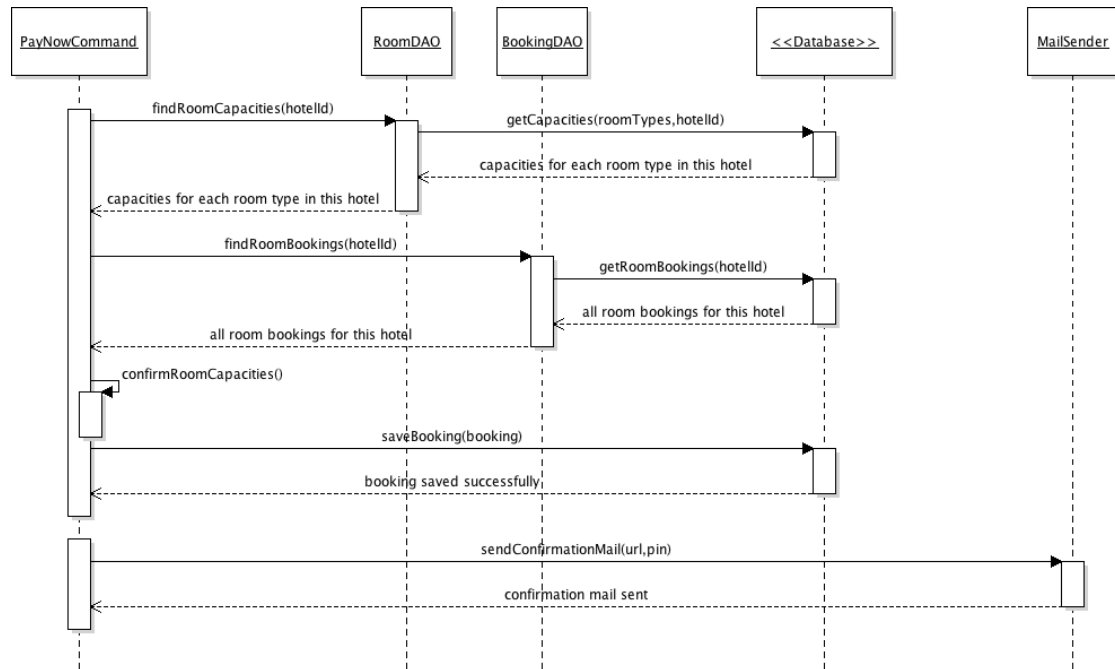 PayNowCommand
RoomDAO
BookingDAO
<<Database>>
MailSender
findRoomCapacities(hotelId)
getCapacities(roomTypes,hotelId)
capacities for each room type in this hotel
capacities for each room type in this hotel
findRoomBookings(hotelId)
getRoomBookings(hotelId)
all room bookings for this hotel
all room bookings for this hotel
confirmRoomCapacities()
saveBooking(booking)
booking saved successfully
sendConfirmationMail(url,pin)
confirmation mail sent